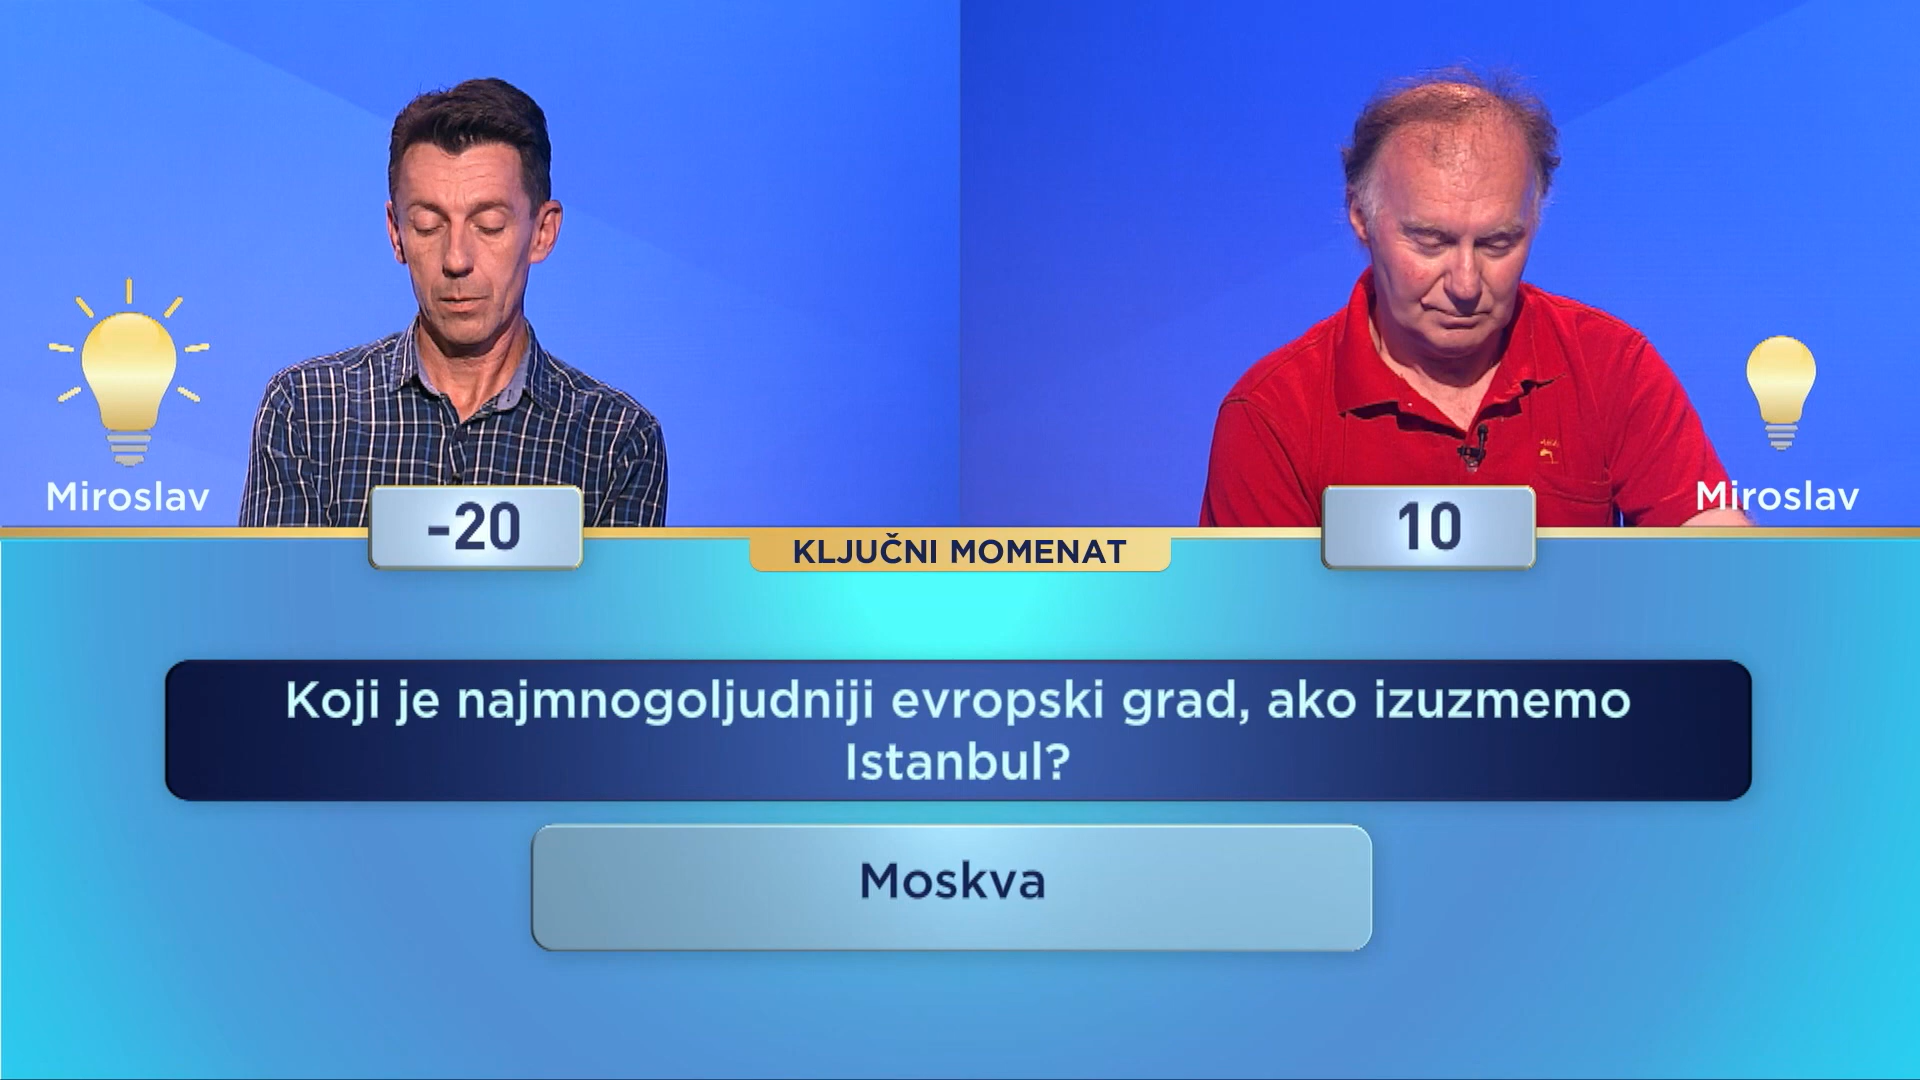 Miroslav
Miroslav
-20
10
KLJUČNI MOMENAT
Koji je najmnogoljudniji evropski grad, ako izuzmemo
Istanbul?
Moskva